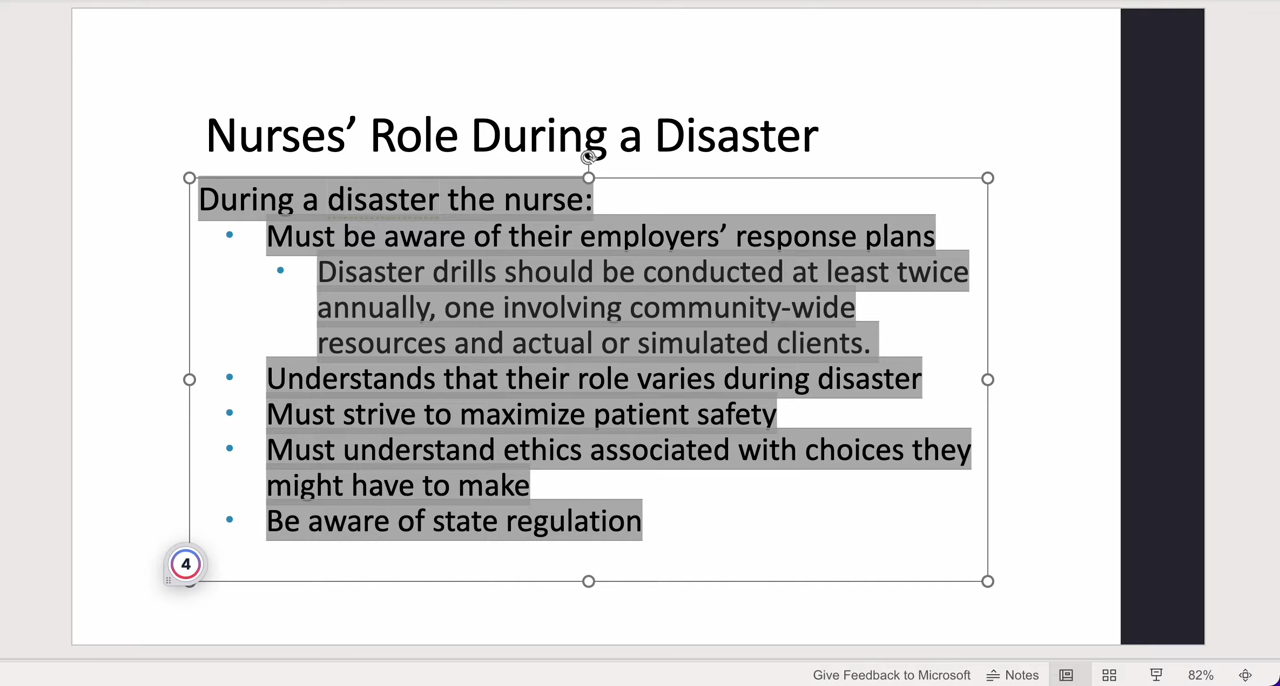 Nurses’ Role During a Disaster
During a disaster the nurse:
• Must be aware of their employers’ response plans
• Disaster drills should be conducted at least twice
annually, one involving community-wide
resources and actual or simulated clients.
• Understands that their role varies during disaster
• Must strive to maximize patient safety
• Must understand ethics associated with choices they
might have to make
• Be aware of state regulation
4
Give Feedback to Microsoft Notes 82%